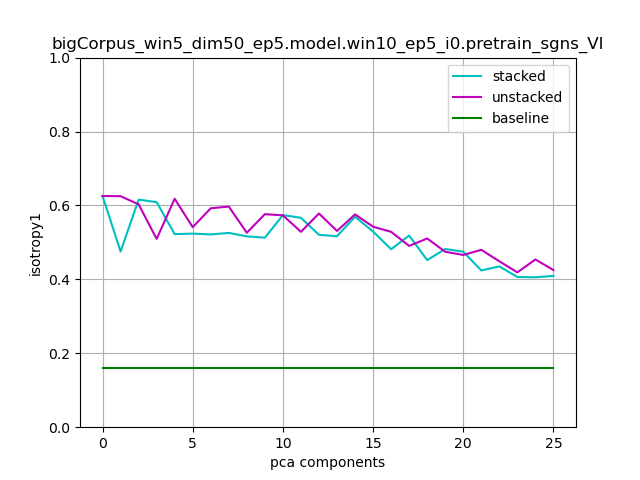 bigCorpus_win5_dim50_ep5.model.win10_ep5_i0.pretrain_sgns_VI
1.0
0.8
0.6
0.4
0.2
0.0
isotropy1
stacked
unstacked
baseline
0 5 10 15 20 25
pca components